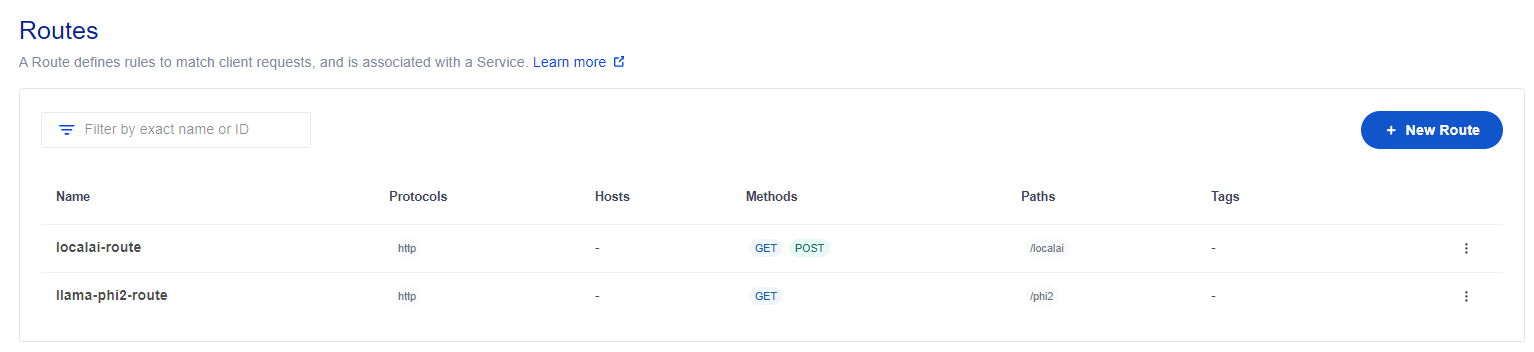 Routes
A Route defines rules to match client requests, and is associated with a Service. Learn more
Filter by exact name or ID
+ New Route
Name Protocols Hosts Methods Paths Tags
localai-route http - GET POST /localai -
llama-phi2-route http - GET /phi2 -